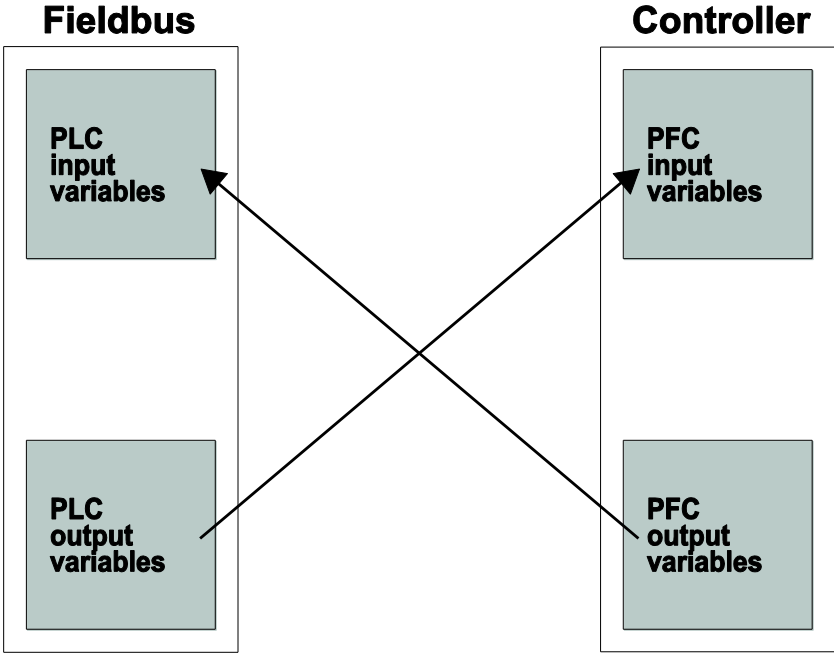 Fieldbus
Controller
PLC
input
variables
PFC
input
variables
PLC
output
variables
PFC
output
variables